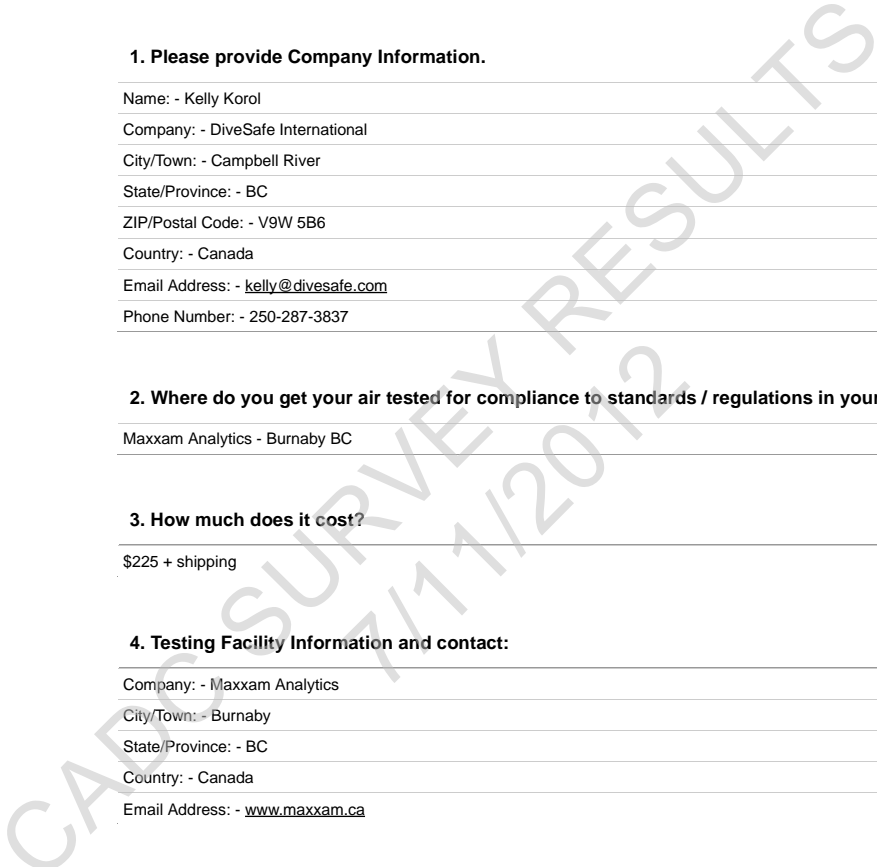 1. Please provide Company Information.
Name: - Kelly Korol
Company: - DiveSafe International
City/Town: - Campbell River
State/Province: - BC
ZIP/Postal Code: - V9W 5B6
Country: - Canada
Email Address: - kelly@divesafe.com
Phone Number: - 250-287-3837
2. Where do you get your air tested for compliance to standards / regulations in your
Maxxam Analytics - Burnaby BC
3. How much does it cost?
$225 + shipping
4. Testing Facility Information and contact:
Company: - Maxxam Analytics
City/Town: - Burnaby
State/Province: - BC
Country: - Canada
Email Address: - www.maxxam.ca
CADC SURVEY RESULTS
7/11/2012